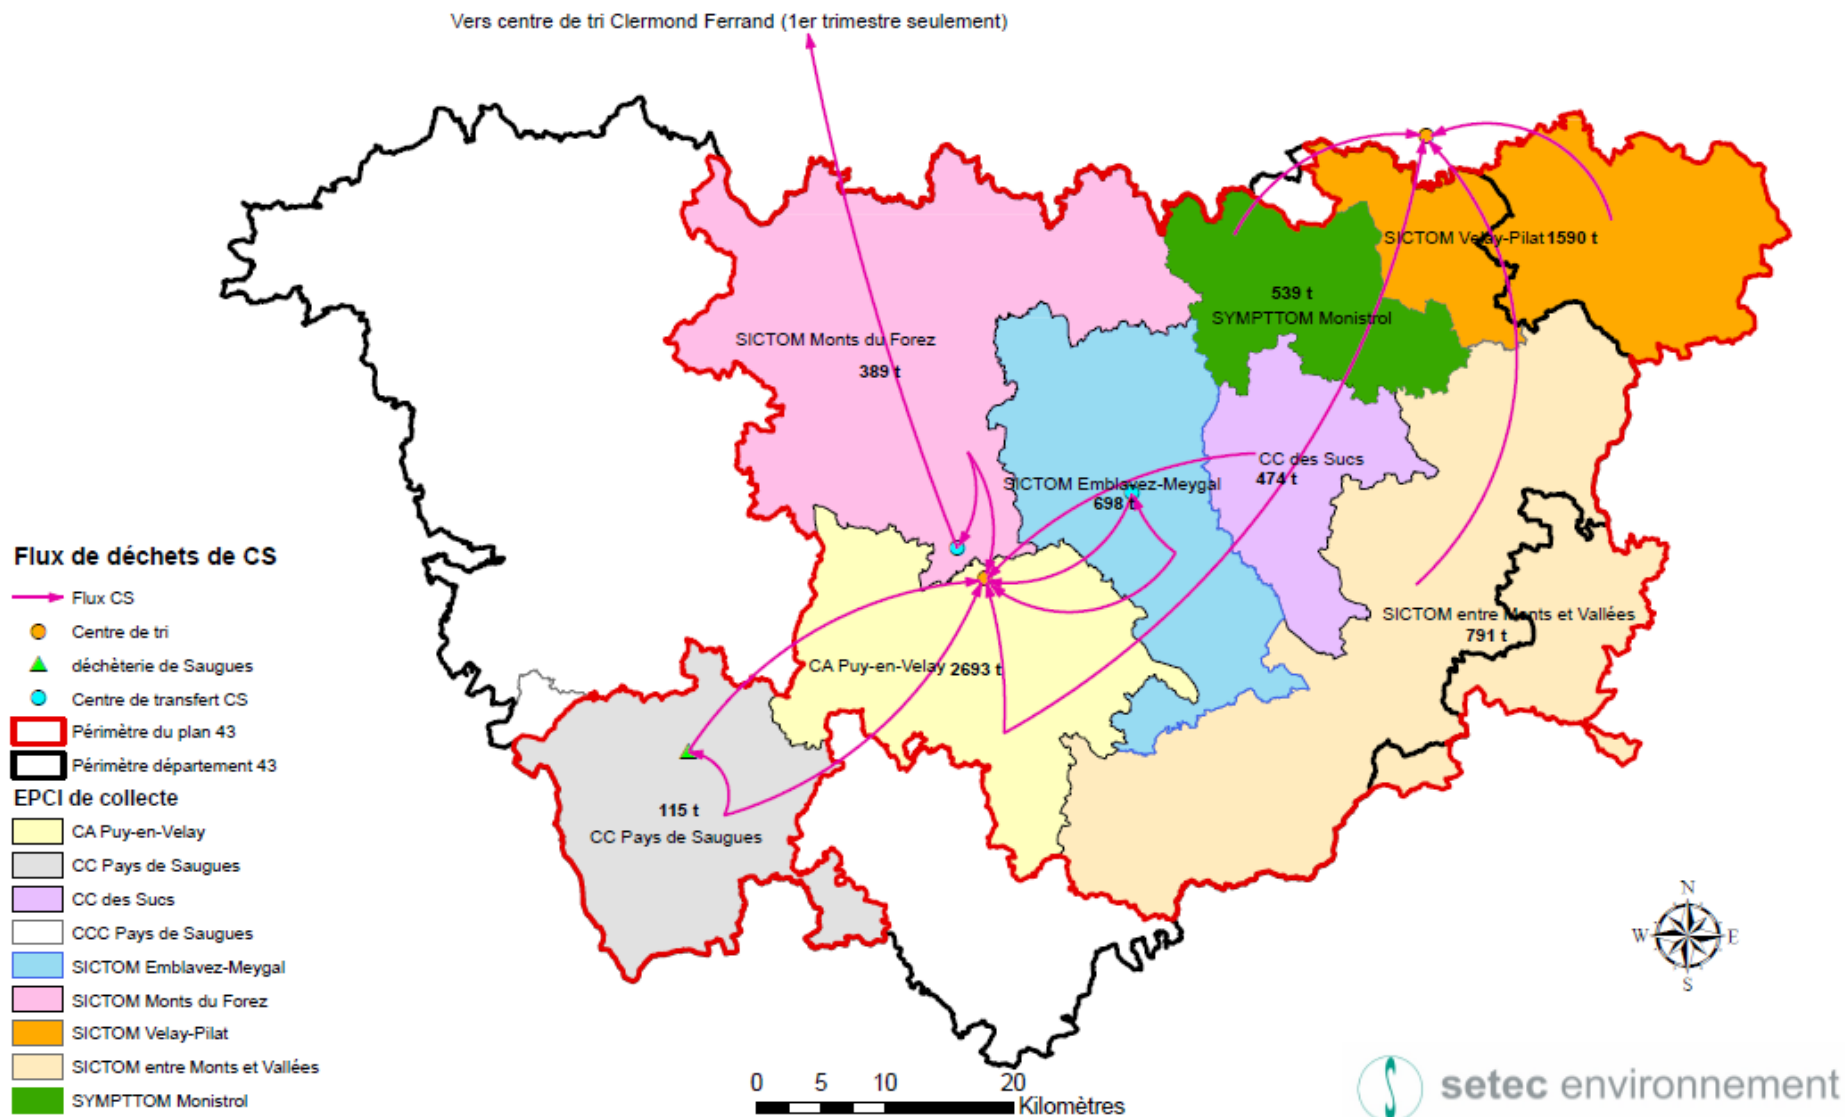 Vers centre de tri Clermond Ferrand (1er trimestre seulement)
SICTOM Velay-Pilat 1590 t
539 t
SYMPTTOM Monistrol
SICTOM Monts du Forez
389 t
CC des Sucs
474 t
SICTOM Emblavez-Meygal
698 t
SICTOM entre Monts et Vallées
791 t
CA Puy-en-Velay 2693 t
115 t
CC Pays de Saugues
Flux de déchets de CS
Flux CS
Centre de tri
déchèterie de Saugues
Centre de transfert CS
Périmètre du plan 43
Périmètre département 43
EPCI de collecte
CA Puy-en-Velay
CC Pays de Saugues
CC des Sucs
CCC Pays de Saugues
SICTOM Emblavez-Meygal
SICTOM Monts du Forez
SICTOM Velay-Pilat
SICTOM entre Monts et Vallées
SYMPTTOM Monistrol
0 5 10 20
Kilomètres
N
W E
S
setec environnement